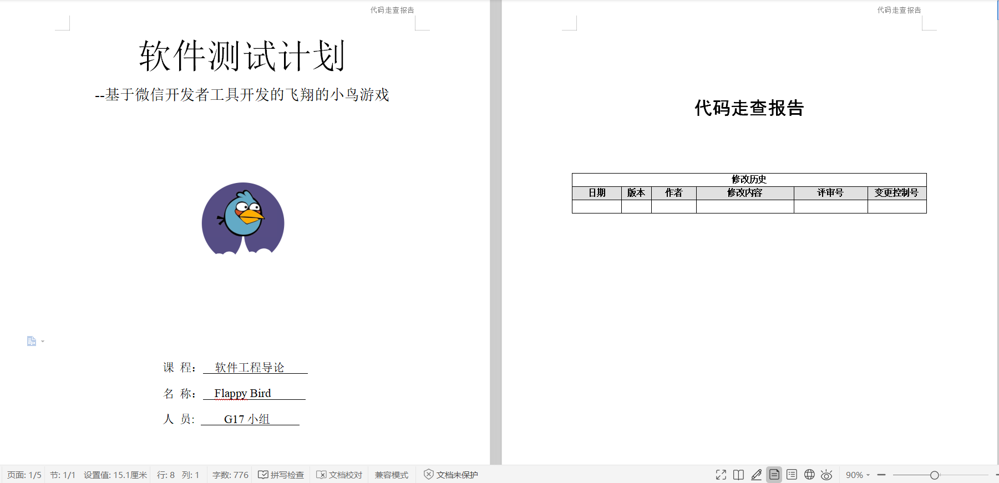 代码走查报告
软件测试计划
--基于微信开发者工具开发的飞翔的小鸟游戏
课 程： 软件工程导论
名 称： Flappy Bird
人 员: G17 小组
代码走查报告
代码走查报告
修改历史
日期 版本 作者 修改内容 评审号 变更控制号
页面: 1/5 节: 1/1 设置值: 15.1厘米 行: 8 列: 1 字数: 776 拼写检查 文档校对 兼容模式 文档未保护 90%